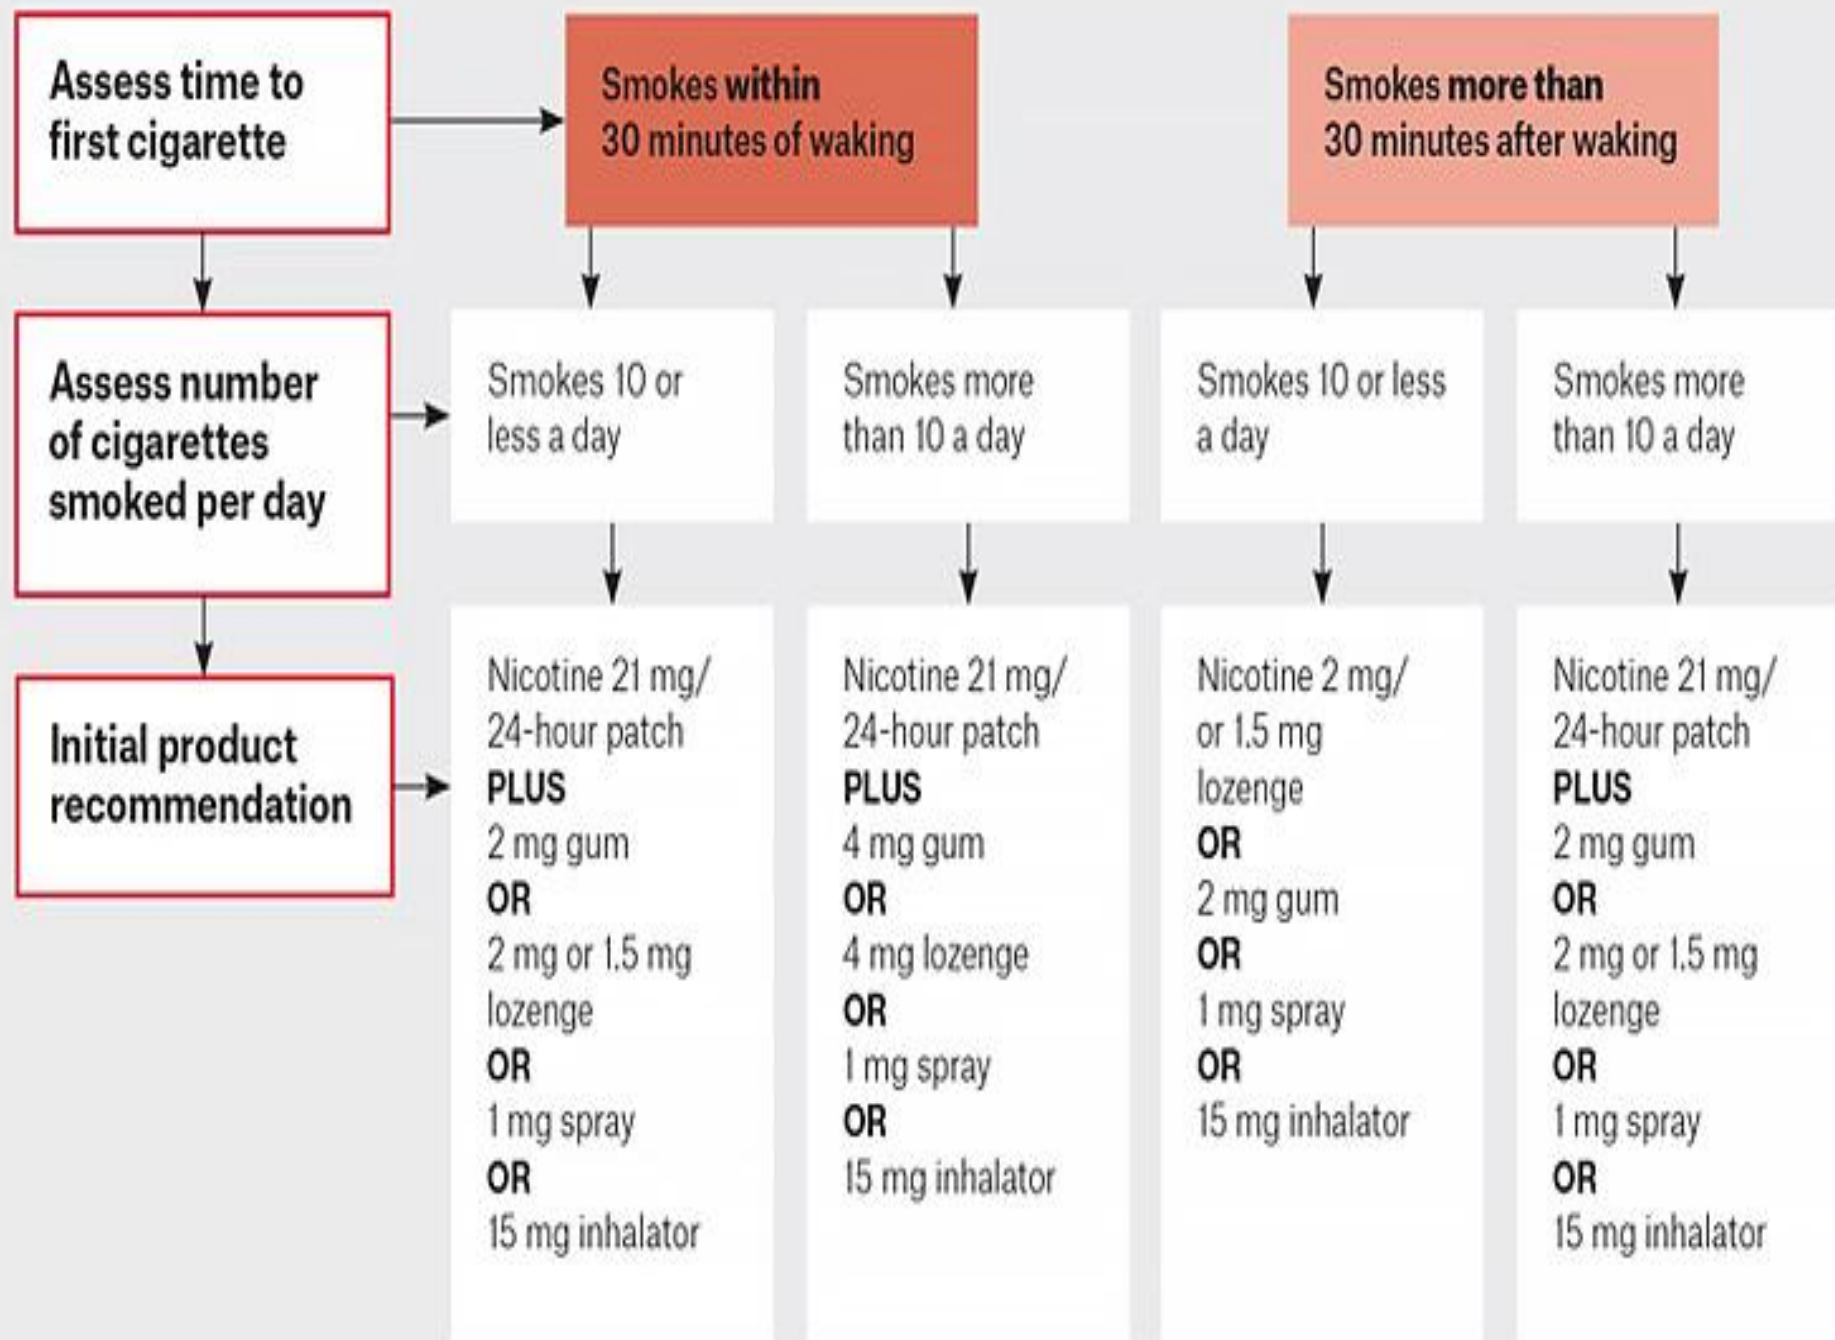 Assess time to
first cigarette
Smokes within
30 minutes of waking
Smokes more than
30 minutes after waking
Assess number
of cigarettes
smoked per day
Smokes 10 or
less a day
Smokes more
than 10 a day
Smokes 10 or less
a day
Smokes more
than 10 a day
Initial product
recommendation
Nicotine 21 mg/
24-hour patch
PLUS
2 mg gum
OR
2 mg or 1.5 mg
lozenge
OR
1 mg spray
OR
15 mg inhalator
Nicotine 21 mg/
24-hour patch
PLUS
4 mg gum
OR
4 mg lozenge
OR
1 mg spray
OR
15 mg inhalator
Nicotine 2 mg/
or 1.5 mg
lozenge
OR
2 mg gum
OR
1 mg spray
OR
15 mg inhalator
Nicotine 21 mg/
24-hour patch
PLUS
2 mg gum
OR
2 mg or 1.5 mg
lozenge
OR
1 mg spray
OR
15 mg inhalator